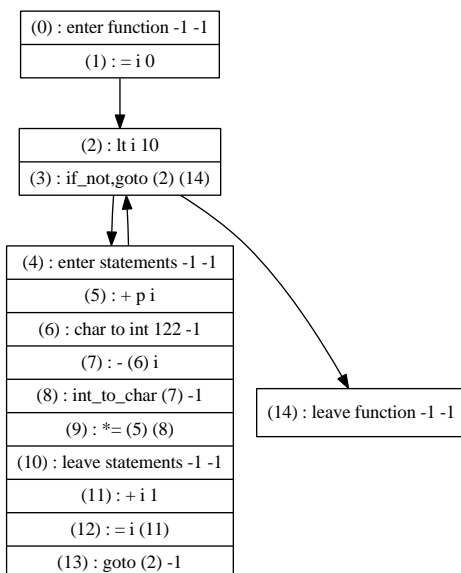 (0) : enter function -1 -1
(1) : = i 0
(2) : lt i 10
(3) : if_not,goto (2) (14)
(4) : enter statements -1 -1
(5) : + p i
(6) : char to int 122 -1
(7) : - (6) i
(8) : int_to_char (7) -1
(9) : *= (5) (8)
(10) : leave statements -1 -1
(11) : + i 1
(12) : = i (11)
(13) : goto (2) -1
(14) : leave function -1 -1